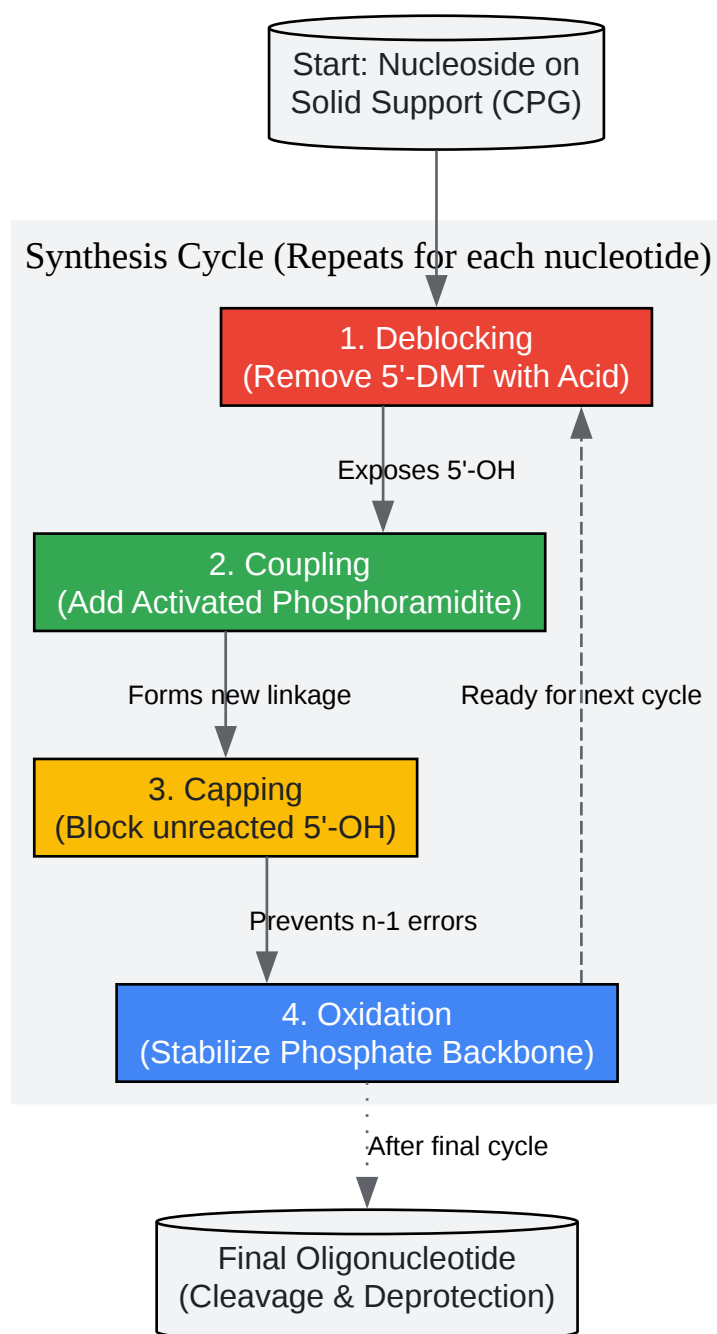 Start: Nucleoside on
Solid Support (CPG)
Synthesis Cycle (Repeats for each nucleotide)
1. Deblocking
(Remove 5'-DMT with Acid)
Exposes 5'-OH
2. Coupling
(Add Activated Phosphoramidite)
Forms new linkage
Ready for next cycle
3. Capping
(Block unreacted 5'-OH)
Prevents n-1 errors
4. Oxidation
(Stabilize Phosphate Backbone)
After final cycle
Final Oligonucleotide
(Cleavage & Deprotection)